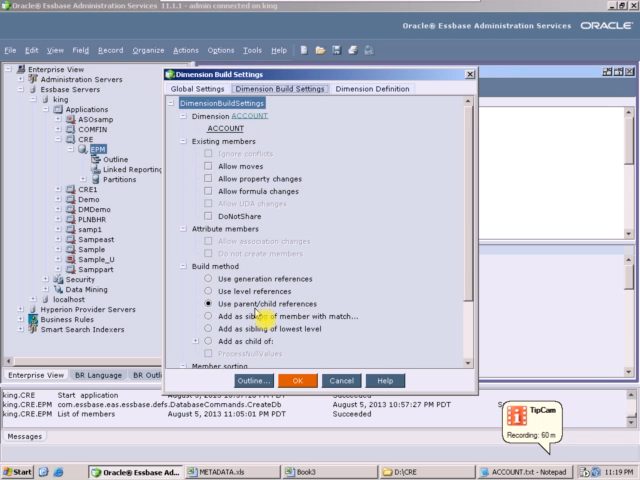 Oracle® Essbase Administration Services 11.1.1 - admin connected on king
Oracle® Essbase Administration Services ORACLE
File Edit View Field Record Organize Actions Options Tools Help
Enterprise View
Administration Servers
Essbase Servers
king
Applications
ASOsamp
COMFIN
CRE
EPM
Outline
Linked Reporting
Partitions
CRE1
Demo
DMDemo
PLNBHR
samp1
Sampeast
Sample
Sample_U
Samppart
Security
Data Mining
localhost
Hyperion Provider Servers
Business Rules
Smart Search Indexers
Enterprise View BR Language BR Outli
Dimension Build Settings
Global Settings Dimension Build Settings Dimension Definition
DimensionBuildSettings
Dimension ACCOUNT
ACCOUNT
Existing members
Ignore conflicts
Allow moves
Allow property changes
Allow formula changes
Allow UDA changes
DoNotShare
Attribute members
Allow association changes
Do not create members
Build method
Use generation references
Use level references
Use parent/child references
Add as sibling of member with match...
Add as sibling of lowest level
Add as child of:
ProcessNullValues
Member sorting
Outline... OK Cancel Help
king.CRE Start application August 5, 2013 PM PDT Succeeded
king.CRE.EPM com.essbase.eas.essbase.defs.DatabaseCommands.CreateDb August 5, 2013 10:57:27 PM PDT Succeeded
king.CRE.EPM List of members August 5, 2013 11:05:01 PM PDT Succeeded
Messages
TipCam
Recording: 60 m
Start Oracle® Essbase Ad... METADATA.xls Book3 D:\CRE ACCOUNT.txt - Notepad 11:19 PM